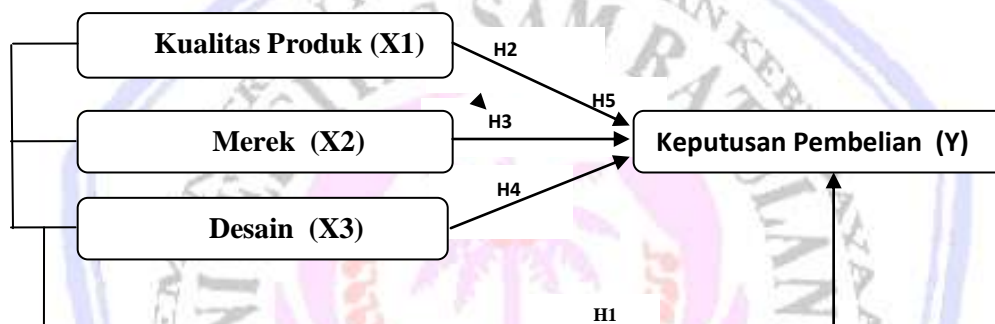 Kualitas Produk (X1)
H2
H5
H3
Merek (X2)
Keputusan Pembelian (Y)
H4
Desain (X3)
H1